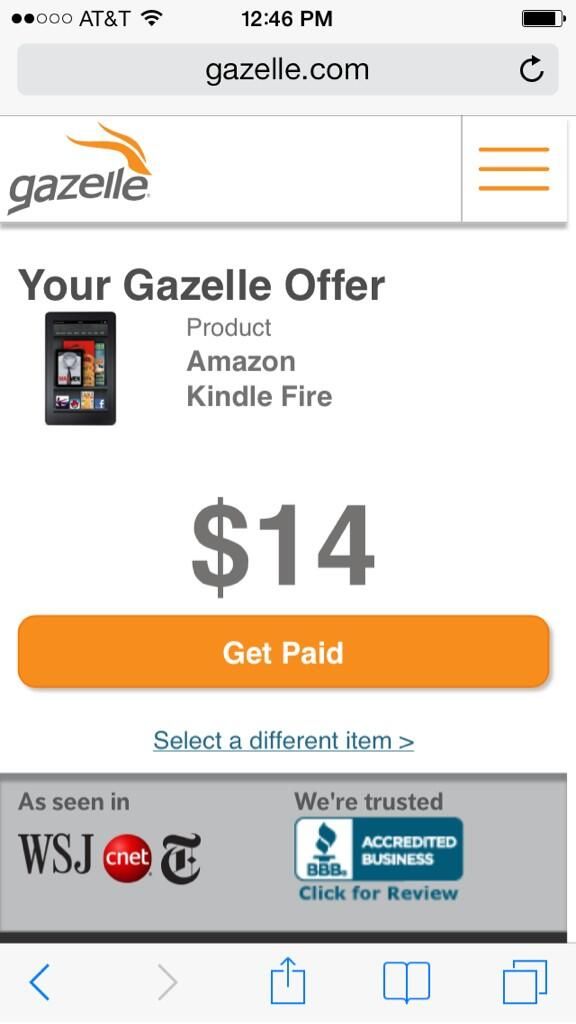 AT&T 12:46 PM
gazelle.com
gazelle
Your Gazelle Offer
Product
Amazon
Kindle Fire
$14
Get Paid
Select a different item >
As seen in
We're trusted
WSJ cnet T
BBB. ACCREDITED
BUSINESS
Click for Review